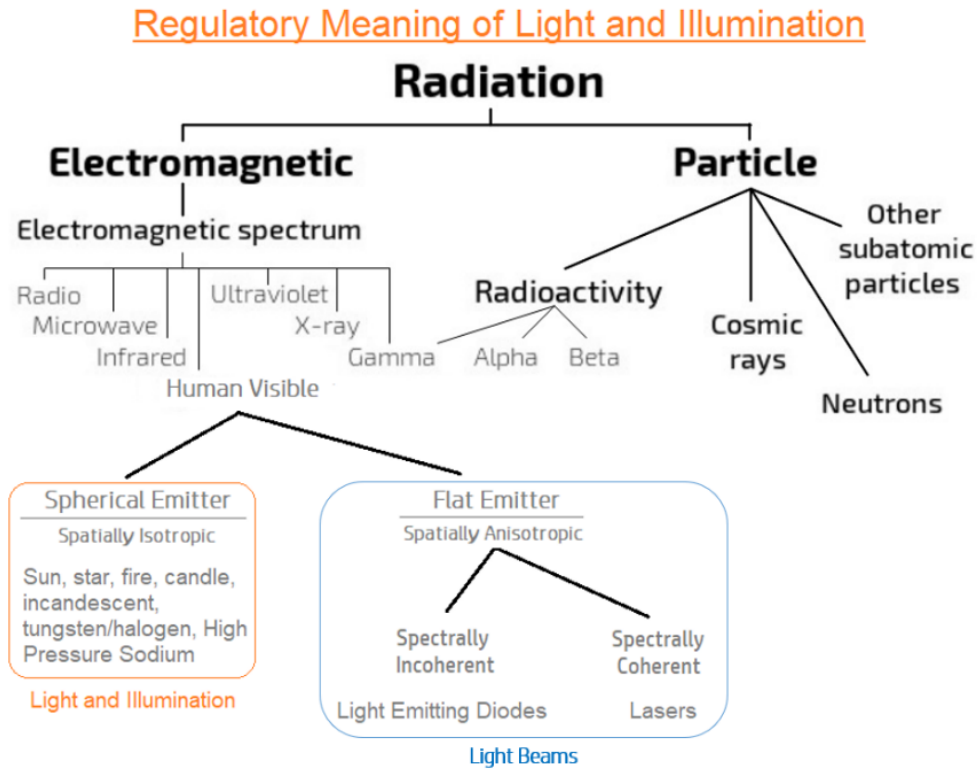 Regulatory Meaning of Light and Illumination
Radiation
Electromagnetic
Particle
Electromagnetic spectrum
Radio
Microwave
Infrared
Human Visible
Ultraviolet
X-ray
Gamma
Radioactivity
Alpha
Beta
Cosmic
rays
Neutrons
Other
subatomic
particles
Spherical Emitter
Spatially Isotropic
Sun, star, fire, candle,
incandescent,
tungsten/halogen, High
Pressure Sodium
Light and Illumination
Flat Emitter
Spatially Anisotropic
Spectrally
Incoherent
Light Emitting Diodes
Spectrally
Coherent
Lasers
Light Beams